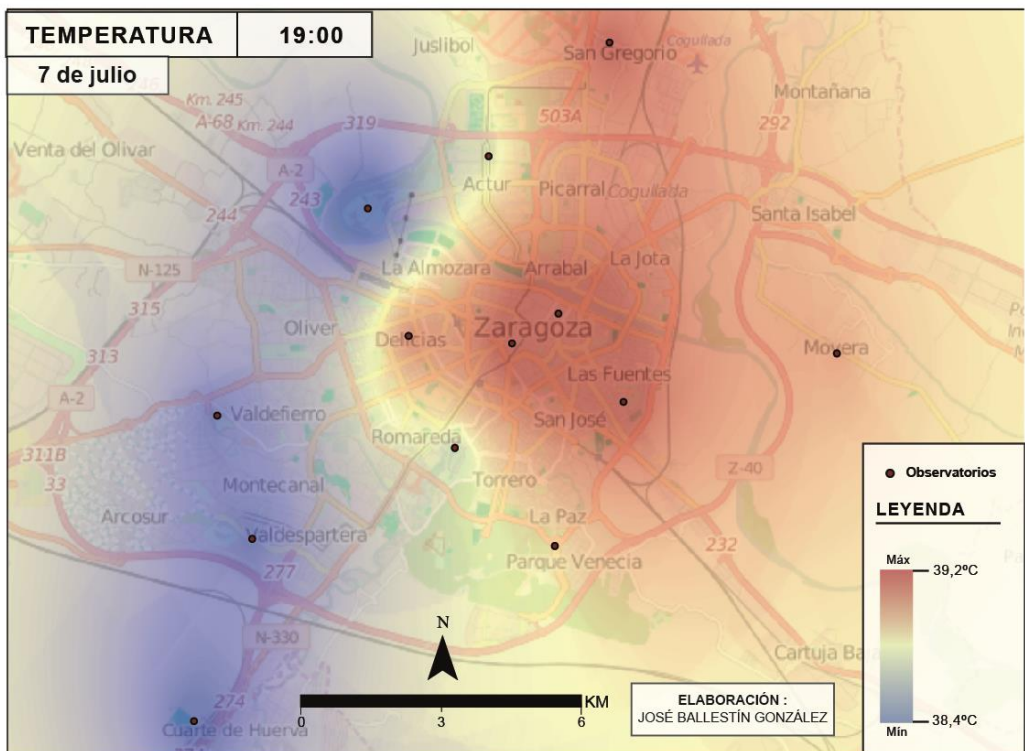 TEMPERATURA 19:00
7 de julio
Juslibol
San Gregorio
Cogullada
Montañana
Km. 245
A-68 Km. 244
319
503A
292
Venta del Olivar
A-2
243
Actur
Picarral
Cogullada
244
Santa Isabel
N-125
La Almozara
Arrabal
La Jota
315
Oliver
Delicias
Zaragoza
Movera
313
Las Fuentes
A-2
Valdefierro
San José
Romareda
311B
33
Montecanal
Torrero
Z-40
Observatorios
LEYENDA
Arcosur
Valdespartera
La Paz
232
Parque Venecia
277
Máx
39,2ºC
N-330
N
Cartuja Ba
274
Cuarte de Huerva
KM
0 3 6
ELABORACIÓN :
JOSÉ BALLESTÍN GONZÁLEZ
38,4ºC
Mín